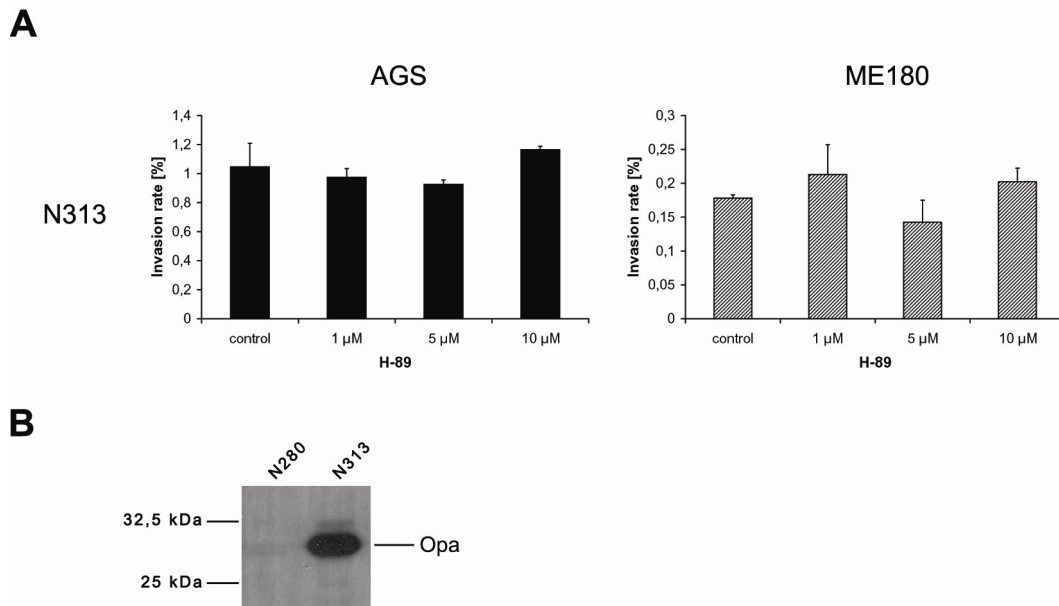 A
AGS
ME180
N313
Invasion rate [%]
1,4
1,2
1
0,8
0,6
0,4
0,2
0
control
1 µM
5 µM
10 µM
H-89
Invasion rate [%]
0,3
0,25
0,2
0,15
0,1
0,05
0
control
1 µM
5 µM
10 µM
H-89
B
N280
N313
32,5 kDa
Opa
25 kDa